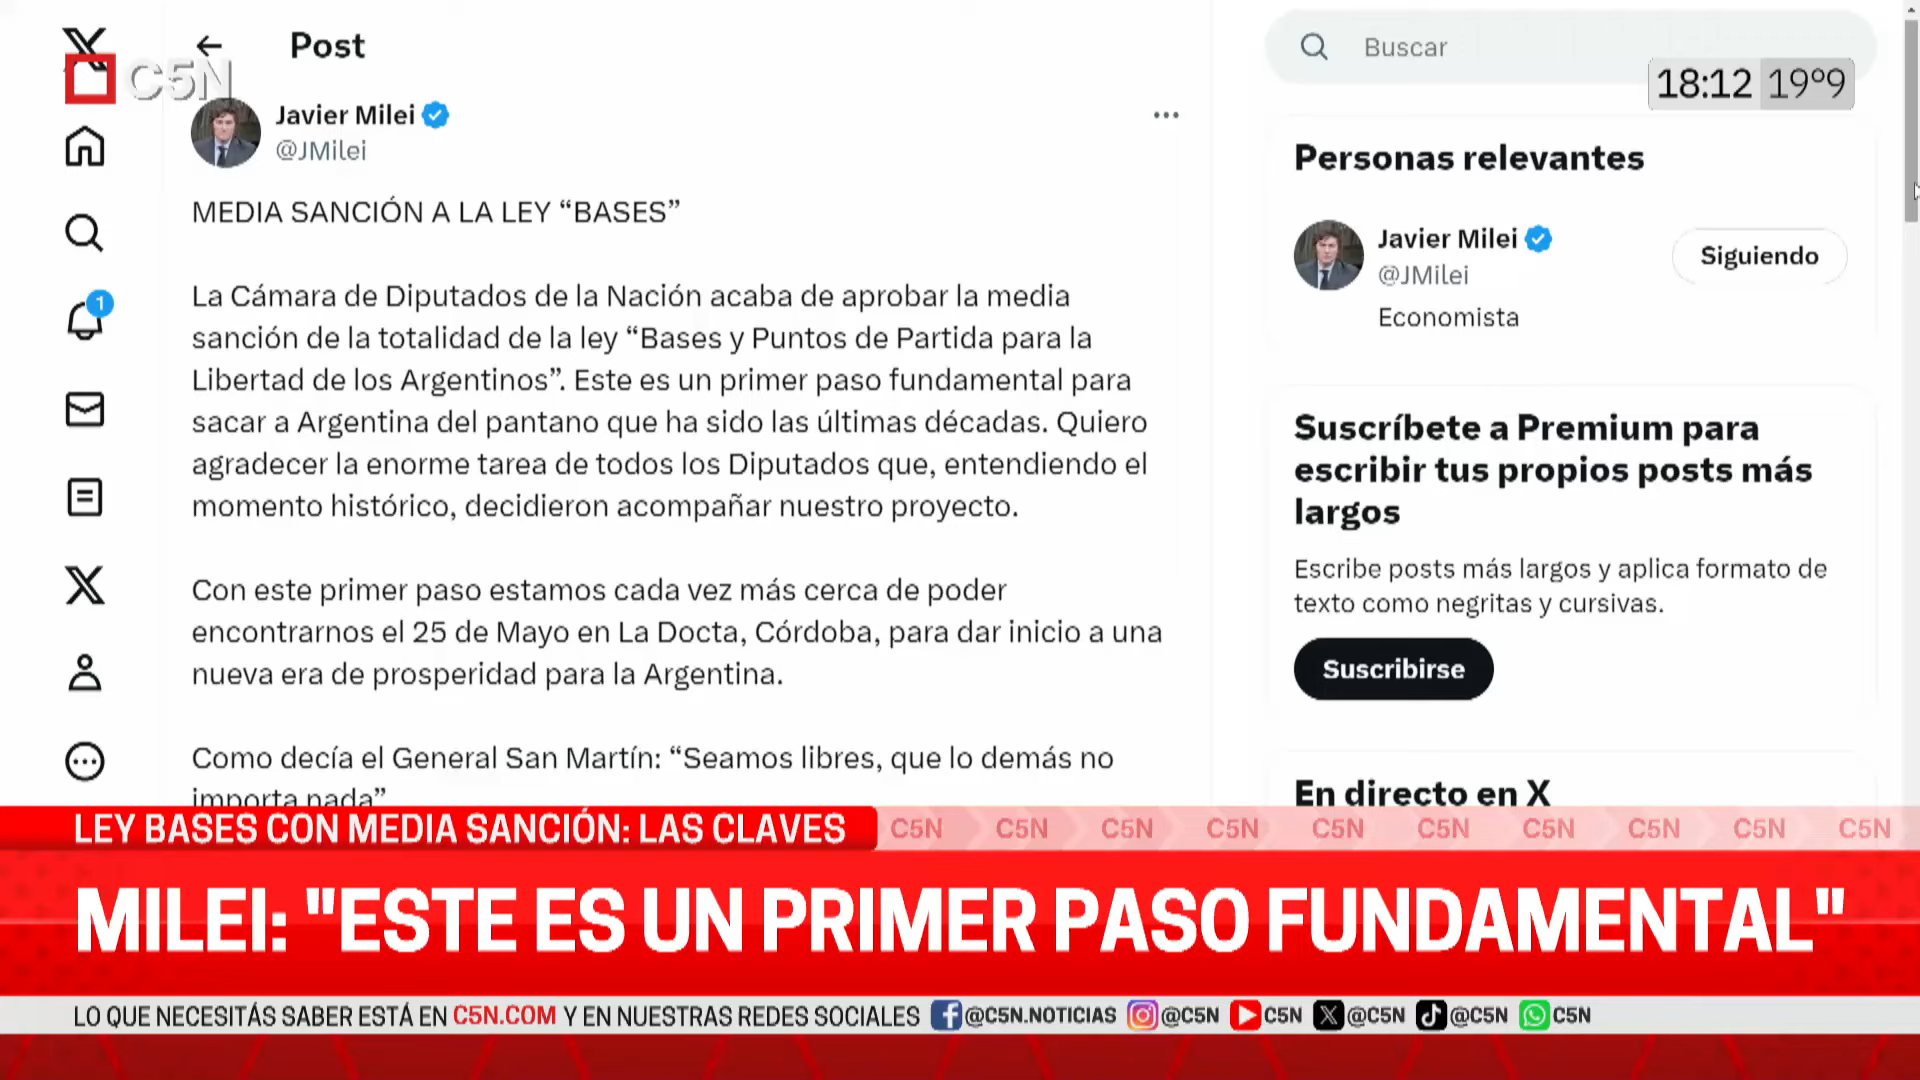 Post
Buscar
C5N
18:12 19°9
Javier Milei
@JMilei
MEDIA SANCIÓN A LA LEY “BASES”
La Cámara de Diputados de la Nación acaba de aprobar la media
sanción de la totalidad de la ley “Bases y Puntos de Partida para la
Libertad de los Argentinos”. Este es un primer paso fundamental para
sacar a Argentina del pantano que ha sido las últimas décadas. Quiero
agradecer la enorme tarea de todos los Diputados que, entendiendo el
momento histórico, decidieron acompañar nuestro proyecto.
Con este primer paso estamos cada vez más cerca de poder
encontrarnos el 25 de Mayo en La Docta, Córdoba, para dar inicio a una
nueva era de prosperidad para la Argentina.
Como decía el General San Martín: “Seamos libres, que lo demás no
importa nada”
1
Personas relevantes
Javier Milei
@JMilei
Siguiendo
Economista
Suscríbete a Premium para
escribir tus propios posts más
largos
Escribe posts más largos y aplica formato de
texto como negritas y cursivas.
Suscribirse
En directo en X
LEY BASES CON MEDIA SANCIÓN: LAS CLAVES
C5N C5N C5N C5N C5N C5N C5N C5N C5N C5N
MILEI: "ESTE ES UN PRIMER PASO FUNDAMENTAL"
LO QUE NECESITÁS SABER ESTÁ EN C5N.COM Y EN NUESTRAS REDES SOCIALES @C5N.NOTICIAS @C5N C5N @C5N @C5N C5N